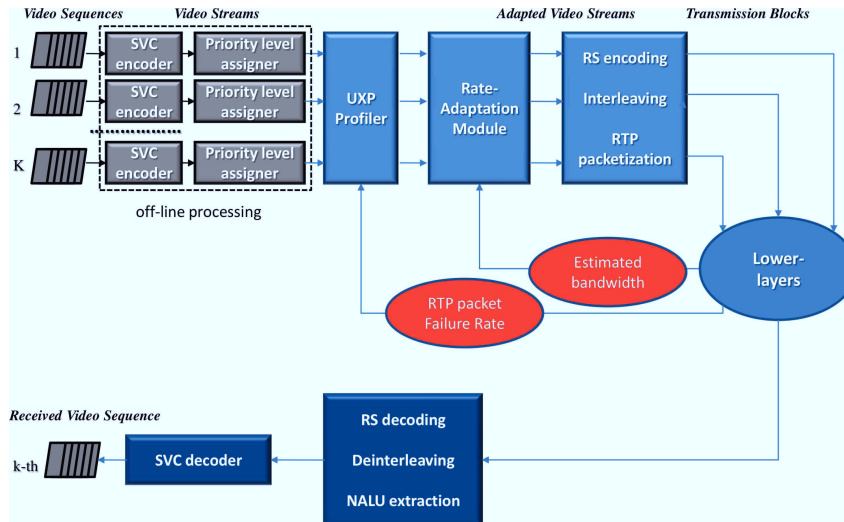 Video Sequences
Video Streams
Adapted Video Streams
Transmission Blocks
1
SVC
encoder
Priority level
assigner
2
SVC
encoder
Priority level
assigner
K
SVC
encoder
Priority level
assigner
off-line processing
UXP
Profiler
Rate-
Adaptation
Module
RS encoding
Interleaving
RTP
packetization
Estimated
bandwidth
RTP packet
Failure Rate
Lower-
layers
Received Video Sequence
k-th
SVC decoder
RS decoding
Deinterleaving
NALU extraction